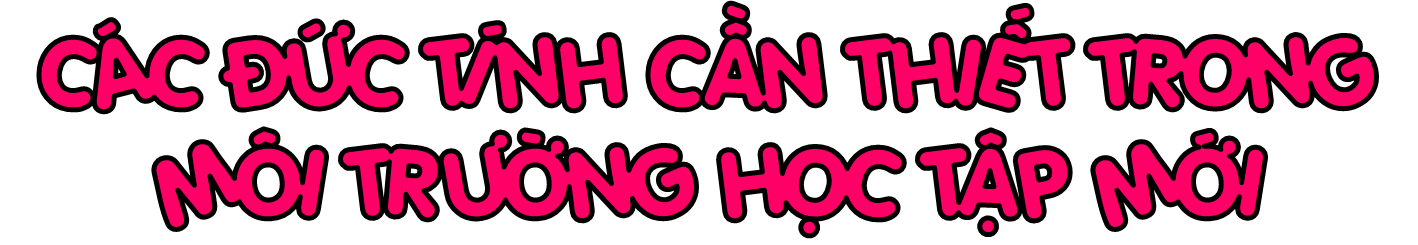 CÁC ĐỨC TÍNH CẦN THIẾT TRONG
MÔI TRƯỜNG HỌC TẬP MỚI